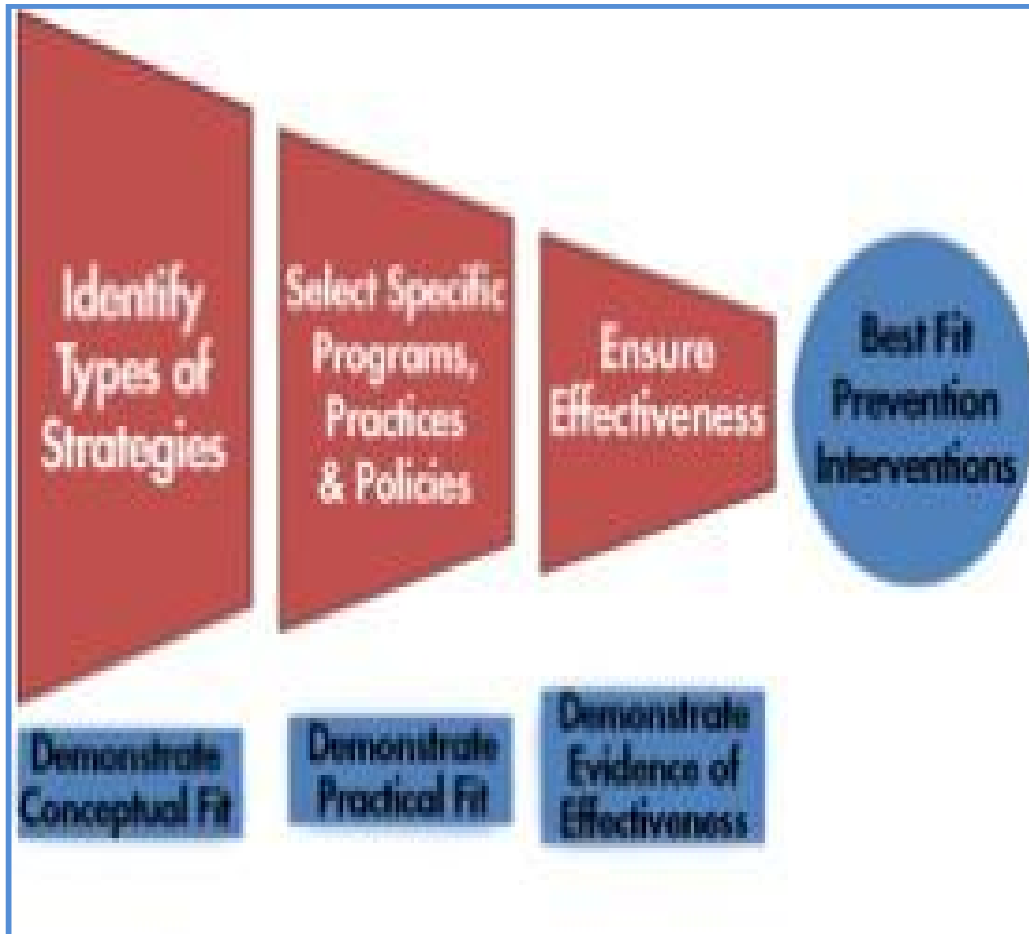 Identify
Types of
Strategies
Select Specific
Programs,
Practices
& Policies
Ensure
Effectiveness
Best Fit
Prevention
Interventions
Demonstrate
Conceptual Fit
Demonstrate
Practical Fit
Demonstrate
Evidence of
Effectiveness